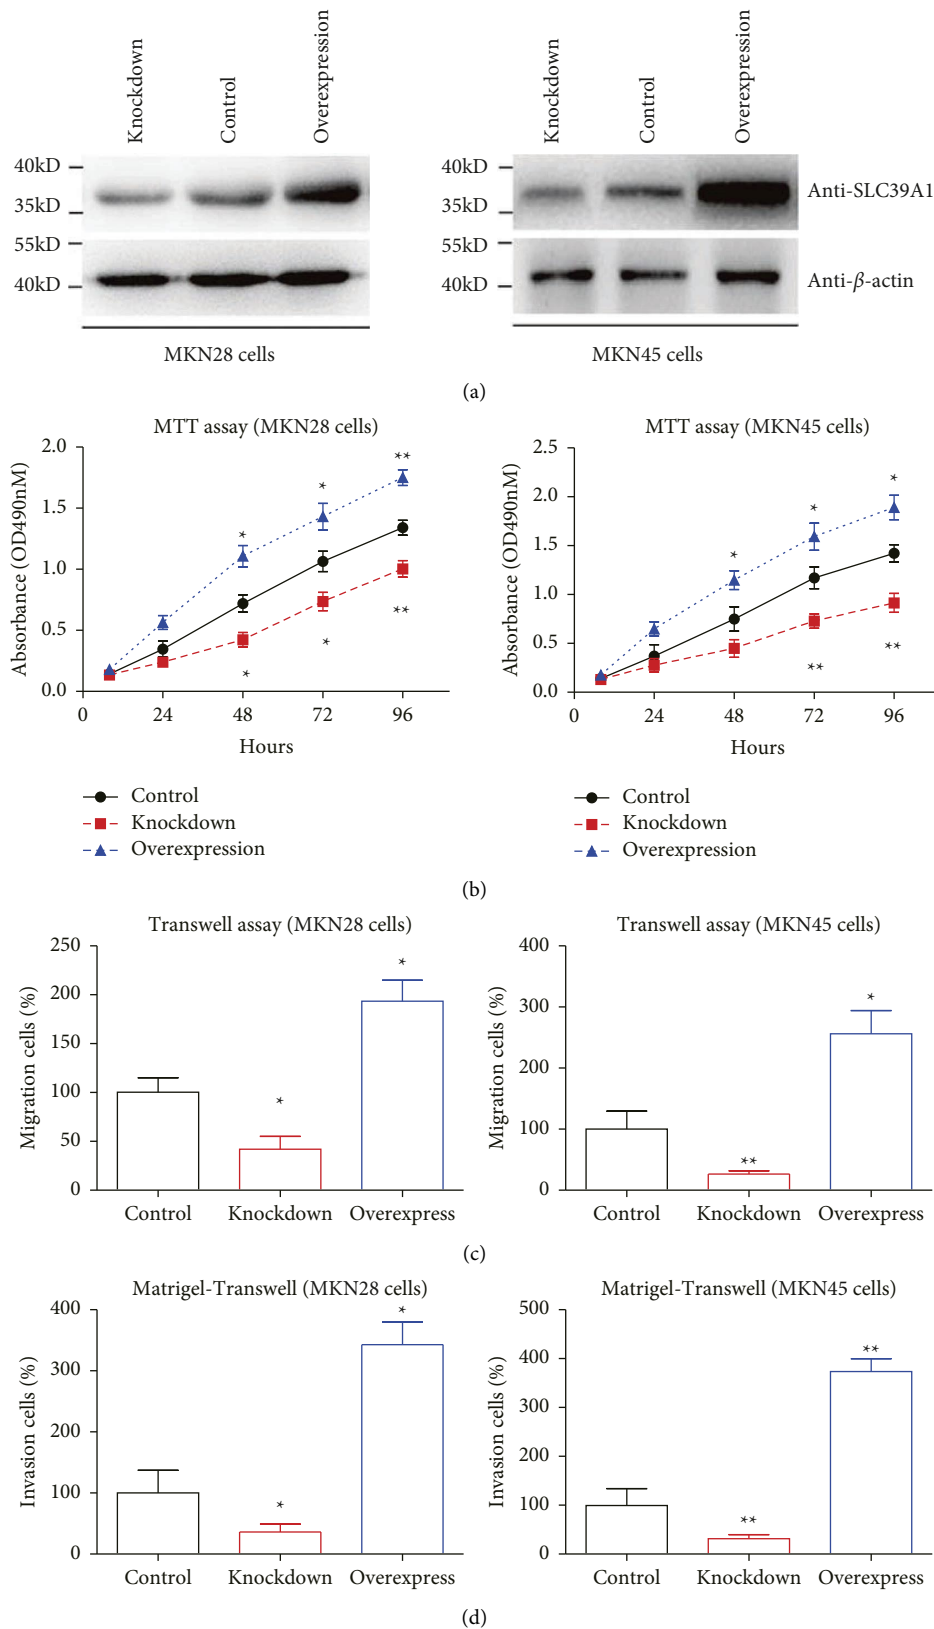 Knockdown
Control
Overexpression
Knockdown
Control
Overexpression
40kD
35kD
55kD
40kD
40kD
35kD
55kD
40kD
Anti-SLC39A1
Anti-β-actin
MKN28 cells
MKN45 cells
(a)
MTT assay (MKN28 cells)
Absorbance (OD490nM)
2.0
1.5
1.0
0.5
0.0
** 
*
*
*
*
*
**
0 24 48 72 96
Hours
Control
Knockdown
Overexpression
MTT assay (MKN45 cells)
Absorbance (OD490nM)
2.5
2.0
1.5
1.0
0.5
0.0
*
*
*
**
**
0 24 48 72 96
Hours
Control
Knockdown
Overexpression
(b)
Transwell assay (MKN28 cells)
Migration cells (%)
250
200
150
100
50
0
*
*
Control Knockdown Overexpress
Transwell assay (MKN45 cells)
Migration cells (%)
400
300
200
100
0
*
**
Control Knockdown Overexpress
(c)
Matrigel-Transwell (MKN28 cells)
Invasion cells (%)
400
300
200
100
0
*
*
Control Knockdown Overexpress
Matrigel-Transwell (MKN45 cells)
Invasion cells (%)
500
400
300
200
100
0
**
**
Control Knockdown Overexpress
(d)